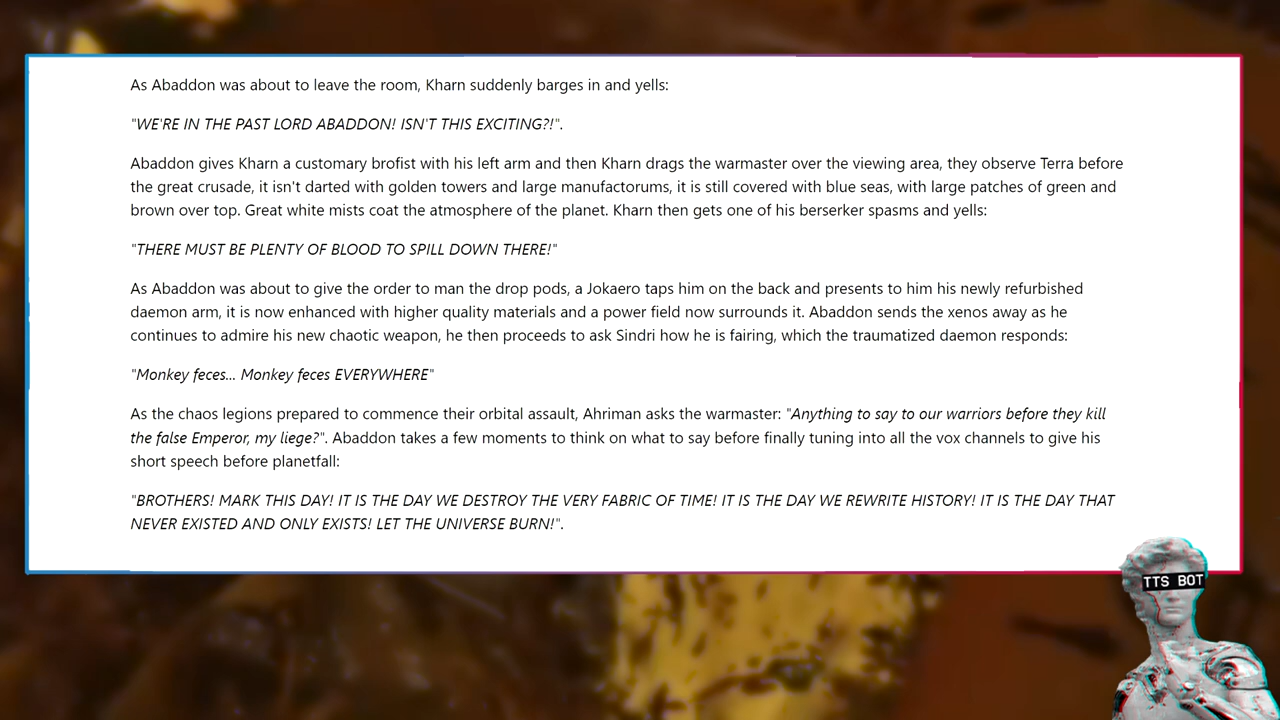 As Abaddon was about to leave the room, Kharn suddenly barges in and yells:
"WE'RE IN THE PAST LORD ABADDON! ISN'T THIS EXCITING?!".
Abaddon gives Kharn a customary brofist with his left arm and then Kharn drags the warmaster over the viewing area, they observe Terra before
the great crusade, it isn't darted with golden towers and large manufactorums, it is still covered with blue seas, with large patches of green and
brown over top. Great white mists coat the atmosphere of the planet. Kharn then gets one of his berserker spasms and yells:
"THERE MUST BE PLENTY OF BLOOD TO SPILL DOWN THERE!"
As Abaddon was about to give the order to man the drop pods, a Jokaero taps him on the back and presents to him his newly refurbished
daemon arm, it is now enhanced with higher quality materials and a power field now surrounds it. Abaddon sends the xenos away as he
continues to admire his new chaotic weapon, he then proceeds to ask Sindri how he is fairing, which the traumatized daemon responds:
"Monkey feces... Monkey feces EVERYWHERE"
As the chaos legions prepared to commence their orbital assault, Ahriman asks the warmaster: "Anything to say to our warriors before they kill
the false Emperor, my liege?". Abaddon takes a few moments to think on what to say before finally tuning into all the vox channels to give his
short speech before planetfall:
"BROTHERS! MARK THIS DAY! IT IS THE DAY WE DESTROY THE VERY FABRIC OF TIME! IT IS THE DAY WE REWRITE HISTORY! IT IS THE DAY THAT
NEVER EXISTED AND ONLY EXISTS! LET THE UNIVERSE BURN!".
TTS BOT